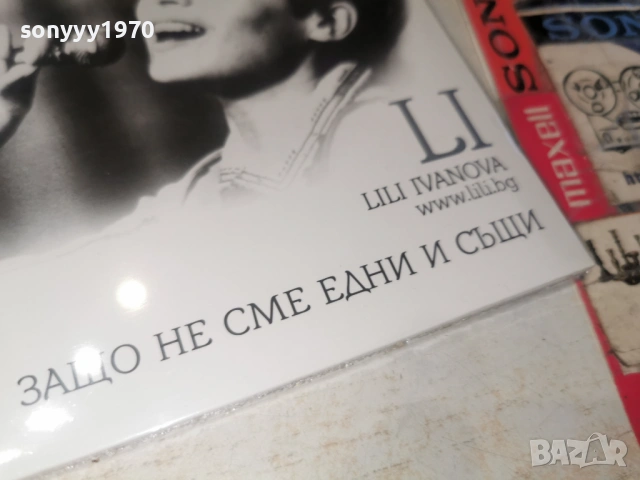 sonyyy1970
LI
LILI IVANOVA
www.lili.bg
ЗАЩО НЕ СМЕ ЕДНИ И СЪЩИ
SON
SON
maxell
BAZAR